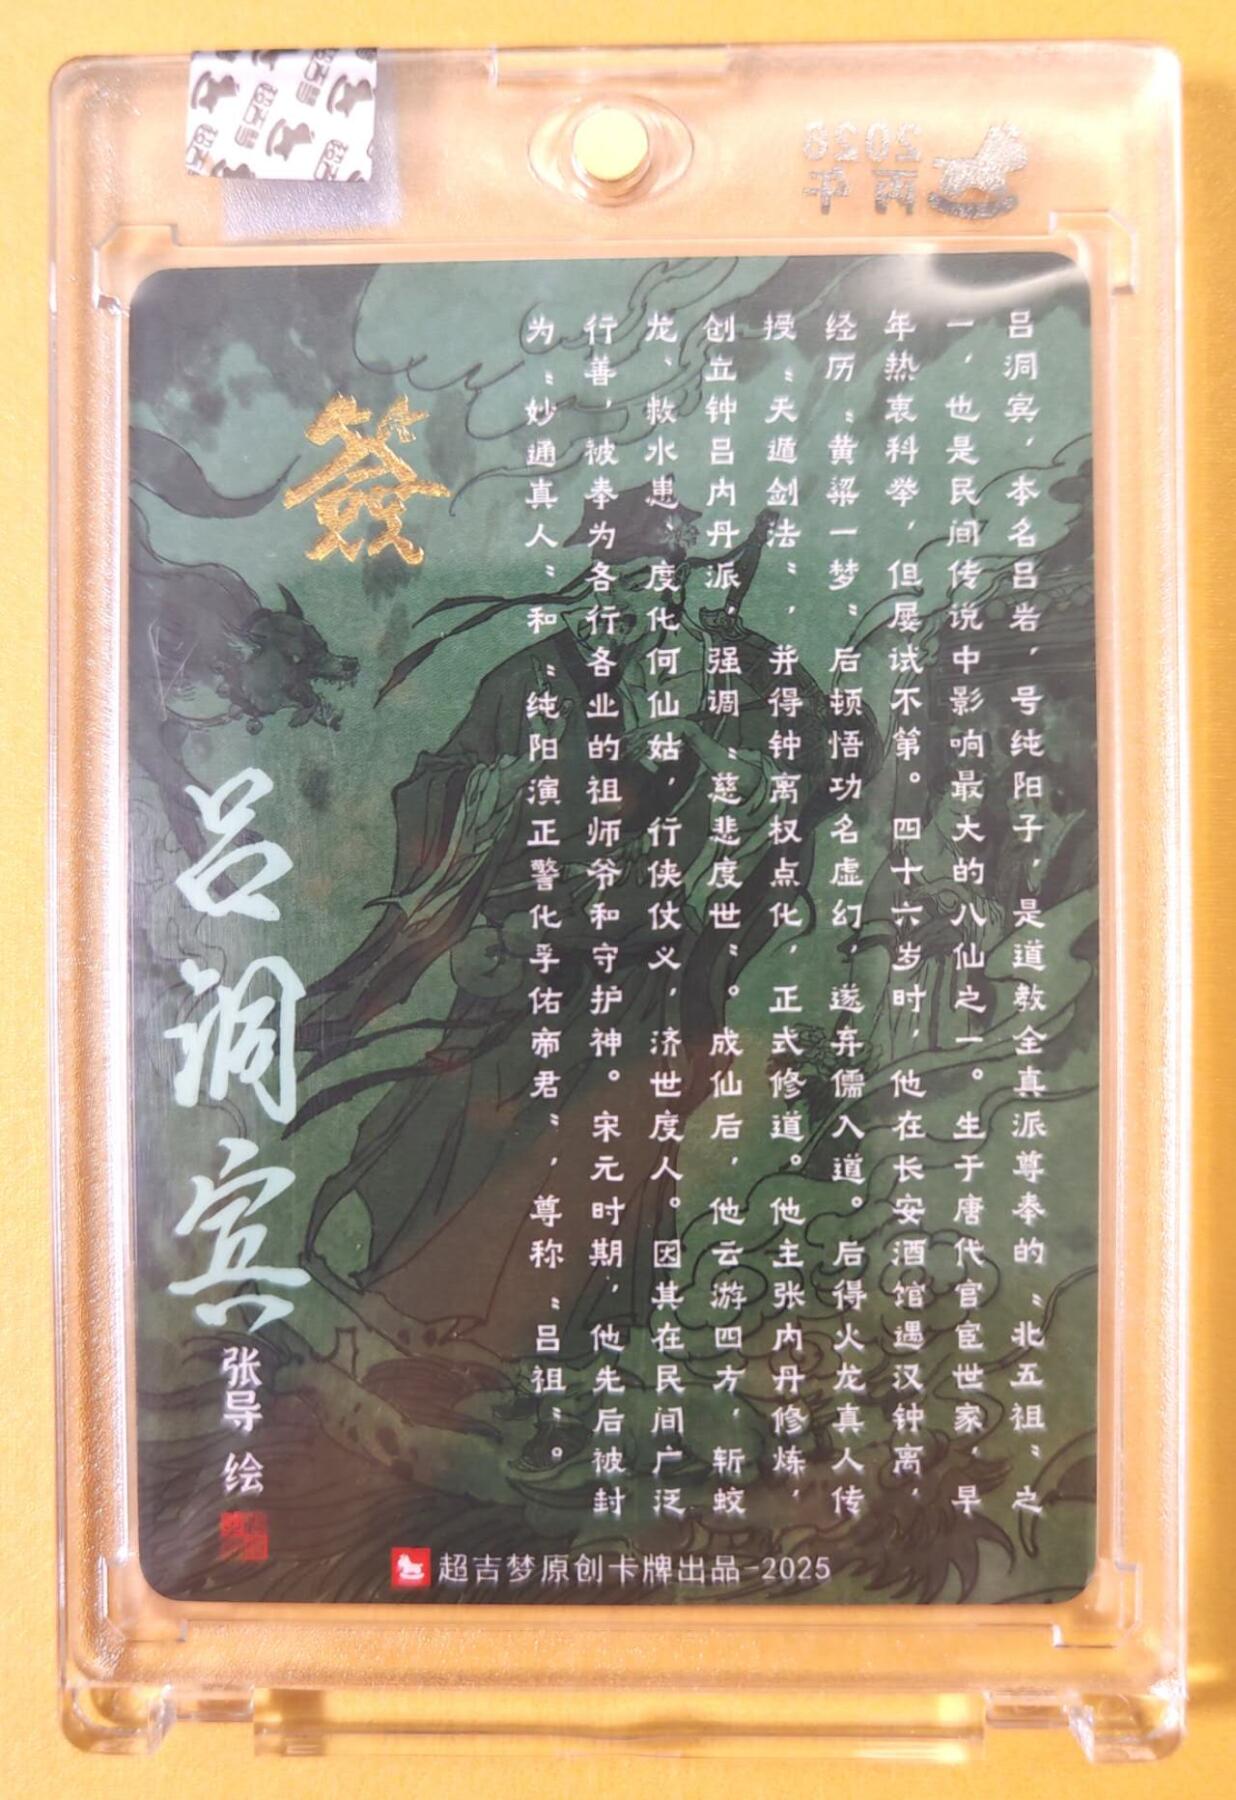 超吉梦
2026
丙午
吕洞宾，本名吕岩，号纯阳子，是道教全真派尊奉的“北五祖”之
一，也是民间传说中影响最大的八仙之一。生于唐代官宦世家，早
年热衷科举，但屡试不第。四十六岁时，他在长安酒馆遇汉钟离，
经历“黄粱一梦”后顿悟功名虚幻，遂弃儒入道。后得火龙真人传
授“天遁剑法”，并得钟离权点化，正式修道。他主张内丹修炼，
创立钟吕内丹派，强调“慈悲度世”。成仙后，他云游四方，斩蛟
龙、救水患、度化何仙姑，行侠仗义，济世度人。因其在民间广泛
行善，被奉为各行各业的祖师爷和守护神。宋元时期，他先后被封
为“妙通真人”和“纯阳演正警化孚佑帝君”，尊称“吕祖”。
签
吕洞宾
张导 绘
超吉梦原创卡牌出品-2025